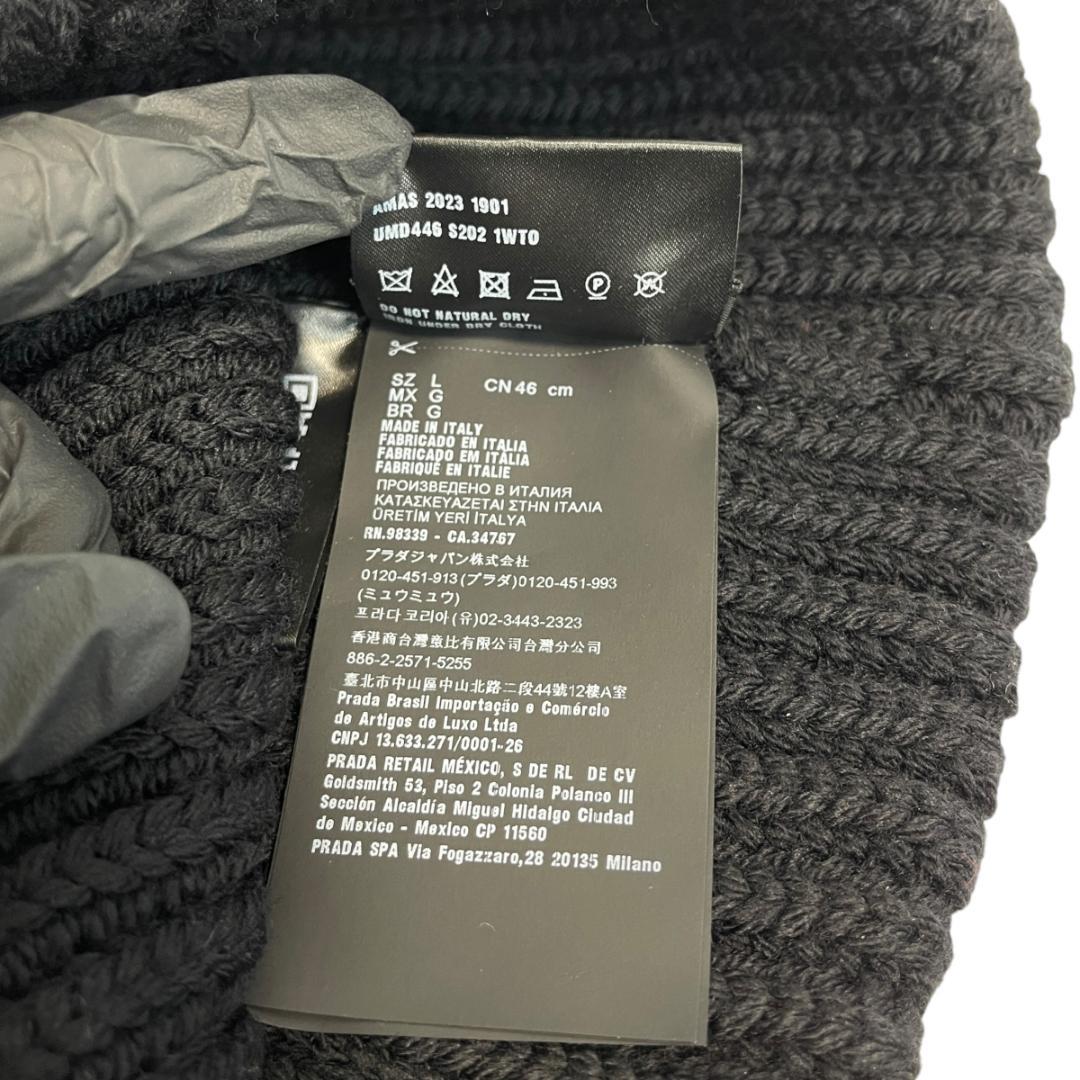 AMAS 2023 1901
UMD446 S202 1WTO
P
W
DO NOT NATURAL DRY
IRON UNDER DRY CLOTH
SZ L CN 46 cm
MX G
BR G
MADE IN ITALY
FABRICADO EN ITALIA
FABRICADO EM ITÁLIA
FABRIQUÉ EN ITALIE
ПРОИЗВЕДЕНО В ИТАЛИЯ
ΚΑΤΑΣΚΕΥΑΖΕΤΑΙ ΣΤΗΝ ΙΤΑΛΙΑ
ÜRETİM YERİ İTALYA
RN.98339 - CA.34767
プラダジャパン株式会社
0120-451-913(プラダ)0120-451-993
(ミュウミュウ)
프라다코리아(유)02-3443-2323
香港商台灣意比有限公司台灣分公司
886-2-2571-5255
臺北市中山區中山北路二段44號12樓A室
Prada Brasil Importação e Comércio
de Artigos de Luxo Ltda
CNPJ 13.633.271/0001-26
PRADA RETAIL MÉXICO, S DE RL DE CV
Goldsmith 53, Piso 2 Colonia Polanco III
Sección Alcaldía Miguel Hidalgo Ciudad
de Mexico - Mexico CP 11560
PRADA SPA Via Fogazzaro,28 20135 Milano